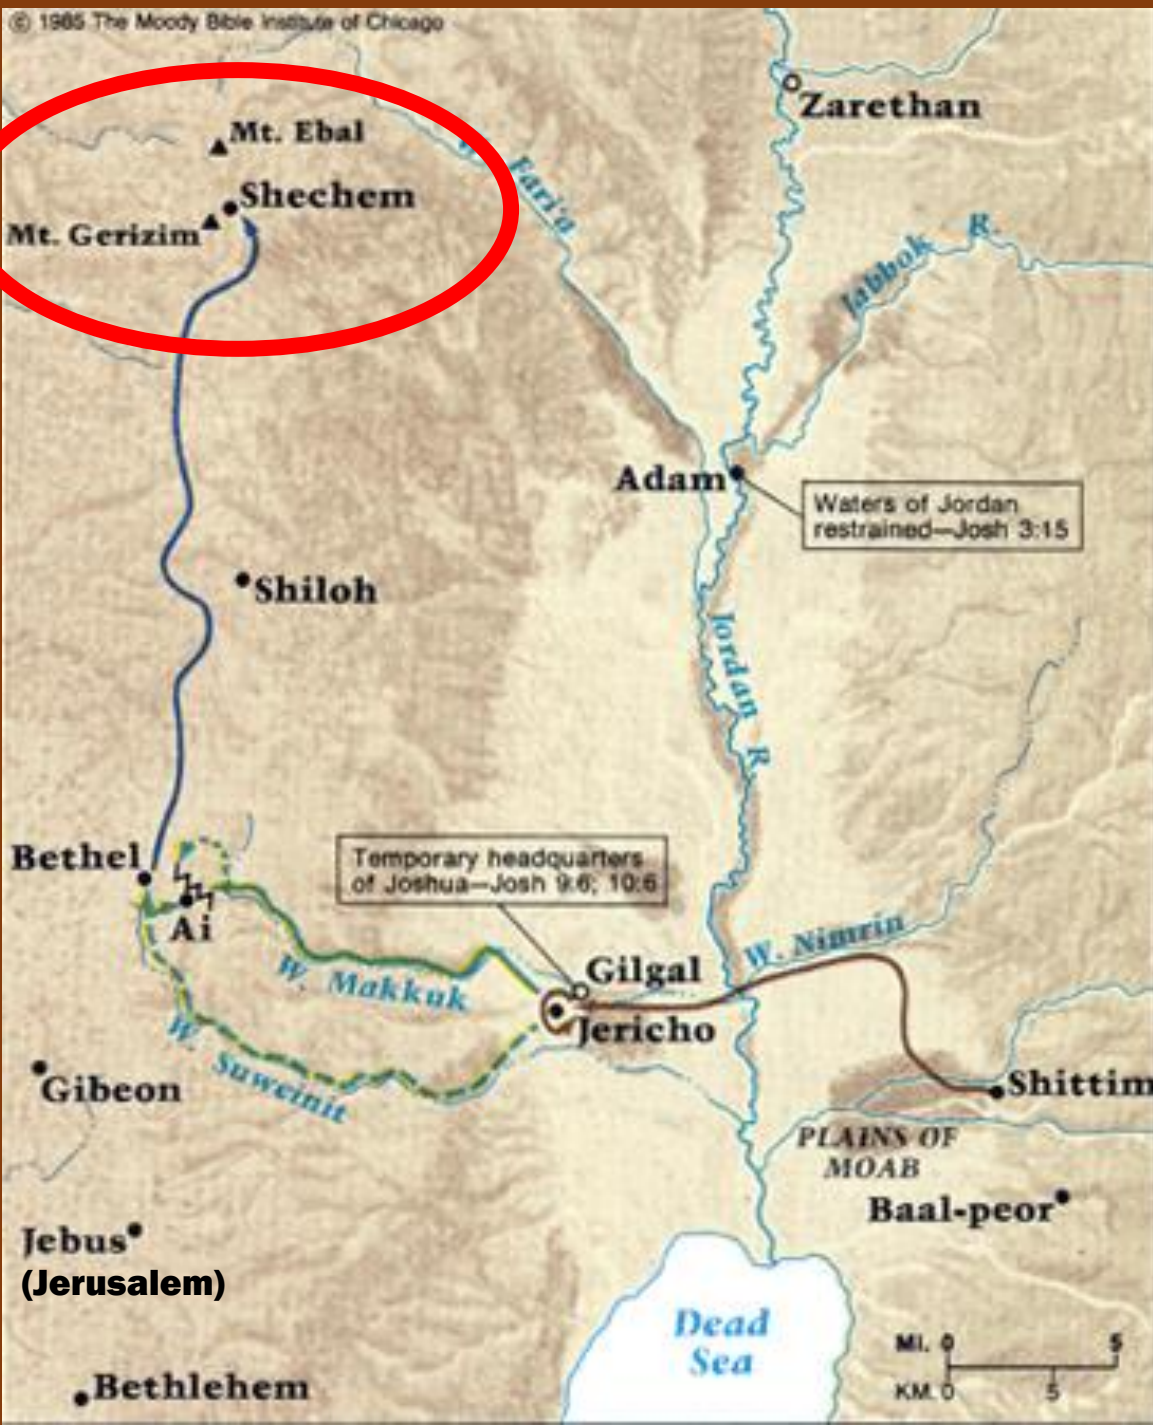 © 1985 The Moody Bible Institute of Chicago
Zarethan
Mt. Ebal
W. Fari'a
Shechem
Mt. Gerizim
Jabbok R.
Adam
Waters of Jordan
restrained—Josh 3:15
Shiloh
Jordan R.
Bethel
Temporary headquarters
of Joshua—Josh 9:6; 10:6
Ai
W. Nimrin
W. Makkuk
Gilgal
Jericho
W. Suweinit
Gibeon
Shittim
PLAINS OF
MOAB
Baal-peor
Jebus
(Jerusalem)
Dead
Sea
MI. 0 5
KM. 0 5
Bethlehem